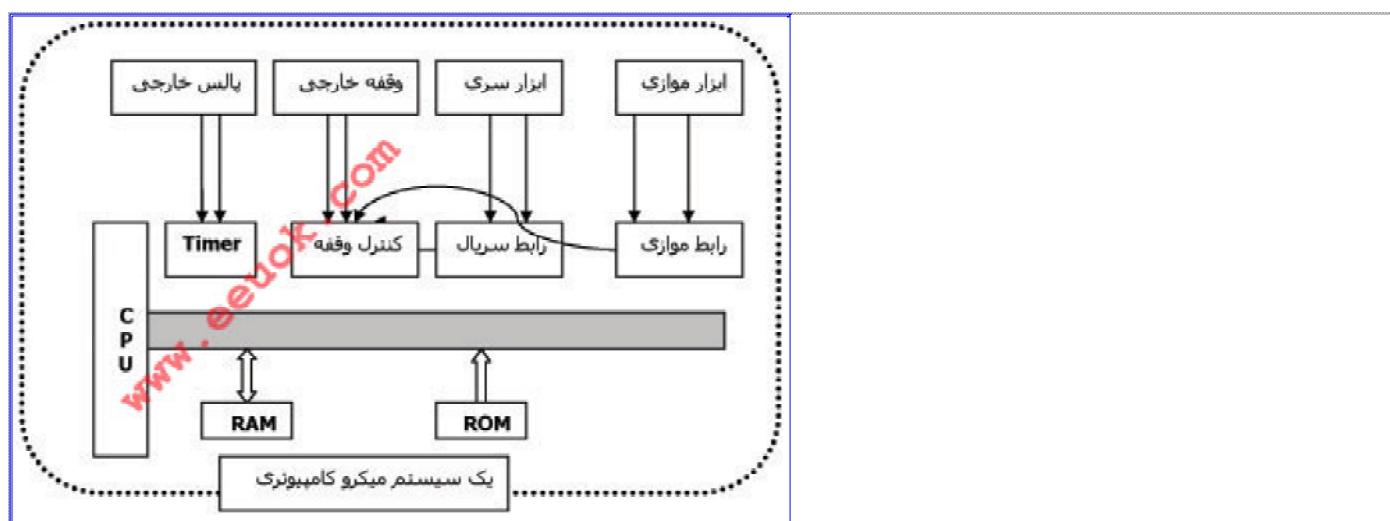 ابزار موازی
ابزار سری
وقفه خارجی
پالس خارجی
رابط موازی
رابط سریال
کنترل وقفه
Timer
CPU
RAM
ROM
یک سیستم میکرو کامپیوتری
www.eeuok.com